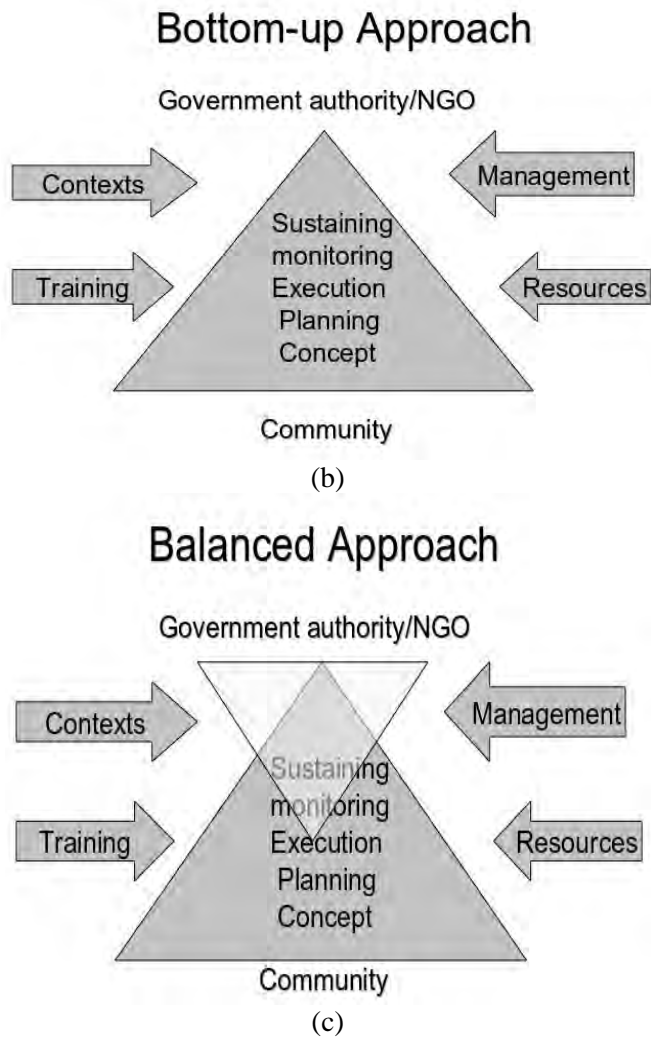 Bottom-up Approach
Government authority/NGO
Contexts
Management
Sustaining
monitoring
Training
Execution
Resources
Planning
Concept
Community
(b)
Balanced Approach
Government authority/NGO
Contexts
Management
Sustaining
monitoring
Training
Execution
Resources
Planning
Concept
Community
(c)